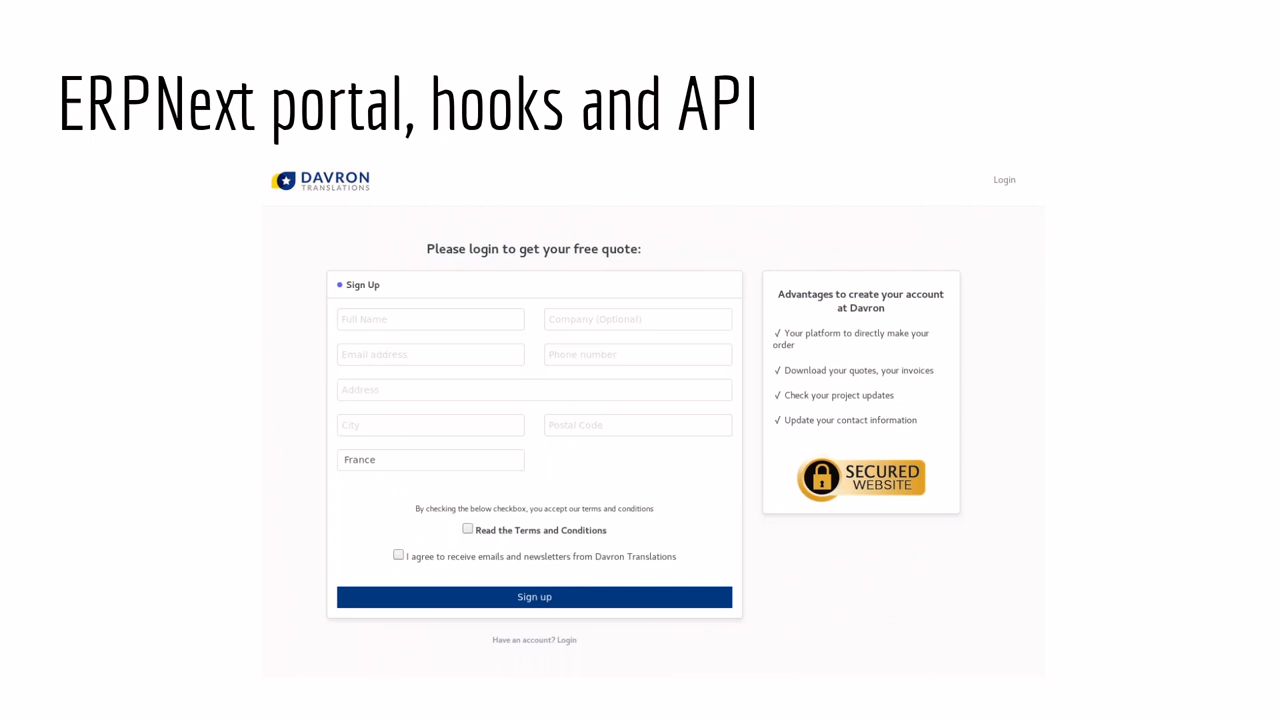 ERPNext portal, hooks and API
DAVRON
TRANSLATIONS
Login
Please login to get your free quote:
Sign Up
Full Name
Company (Optional)
Email address
Phone number
Address
City
Postal Code
France
By checking the below checkbox, you accept our terms and conditions
Read the Terms and Conditions
I agree to receive emails and newsletters from Davron Translations
Sign up
Have an account? Login
Advantages to create your account
at Davron
✓ Your platform to directly make your
order
✓ Download your quotes, your invoices
✓ Check your project updates
✓ Update your contact information
SECURED
WEBSITE